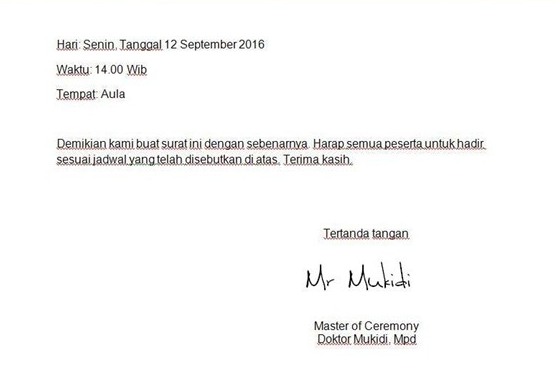 Hari: Senin, Tanggal 12 September 2016
Waktu: 14.00 Wib
Tempat: Aula
Demikian kami buat surat ini dengan sebenarnya. Harap semua peserta untuk hadir
sesuai jadwal yang telah disebutkan di atas. Terima kasih.
Tertanda tangan
Mr Mukidi
Master of Ceremony
Doktor Mukidi, Mpd